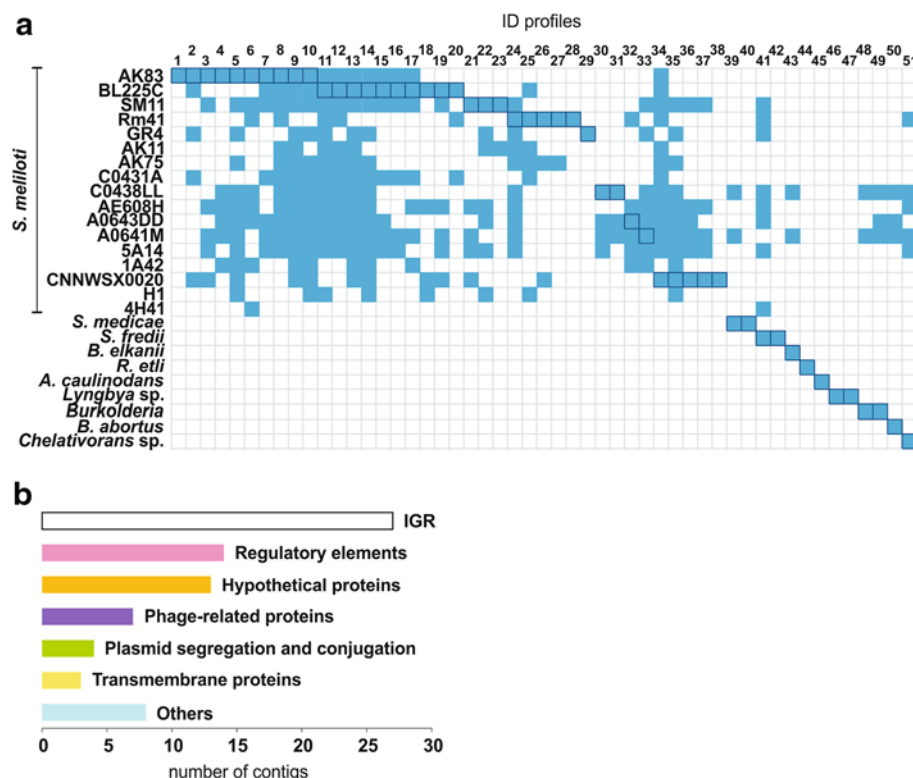 a
ID profiles
2 4 6 8 10 12 14 16 18 20 22 24 26 28 30 32 34 36 38 40 42 44 46 48 50
1 3 5 7 9 11 13 15 17 19 21 23 25 27 29 31 33 35 37 39 41 43 45 47 49 51
S. meliloti
AK83
BL225C
SM11
Rm41
GR4
AK11
AK75
C0431A
C0438LL
AE608H
A0643DD
A0641M
5A14
1A42
CNNWSX0020
H1
4H41
S. medicae
S. fredii
B. elkanii
R. etli
A. caulinodans
Lyngbya sp.
Burkolderia
B. abortus
Chelativorans sp.
b
IGR
Regulatory elements
Hypothetical proteins
Phage-related proteins
Plasmid segregation and conjugation
Transmembrane proteins
Others
0 5 10 15 20 25 30
number of contigs